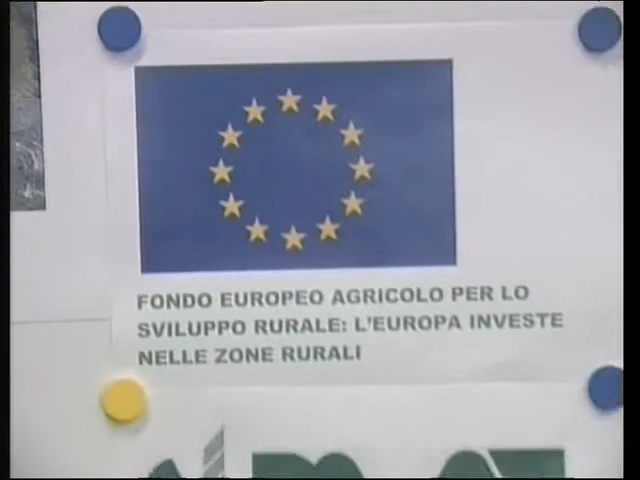 FONDO EUROPEO AGRICOLO PER LO
SVILUPPO RURALE: L'EUROPA INVESTE
NELLE ZONE RURALI